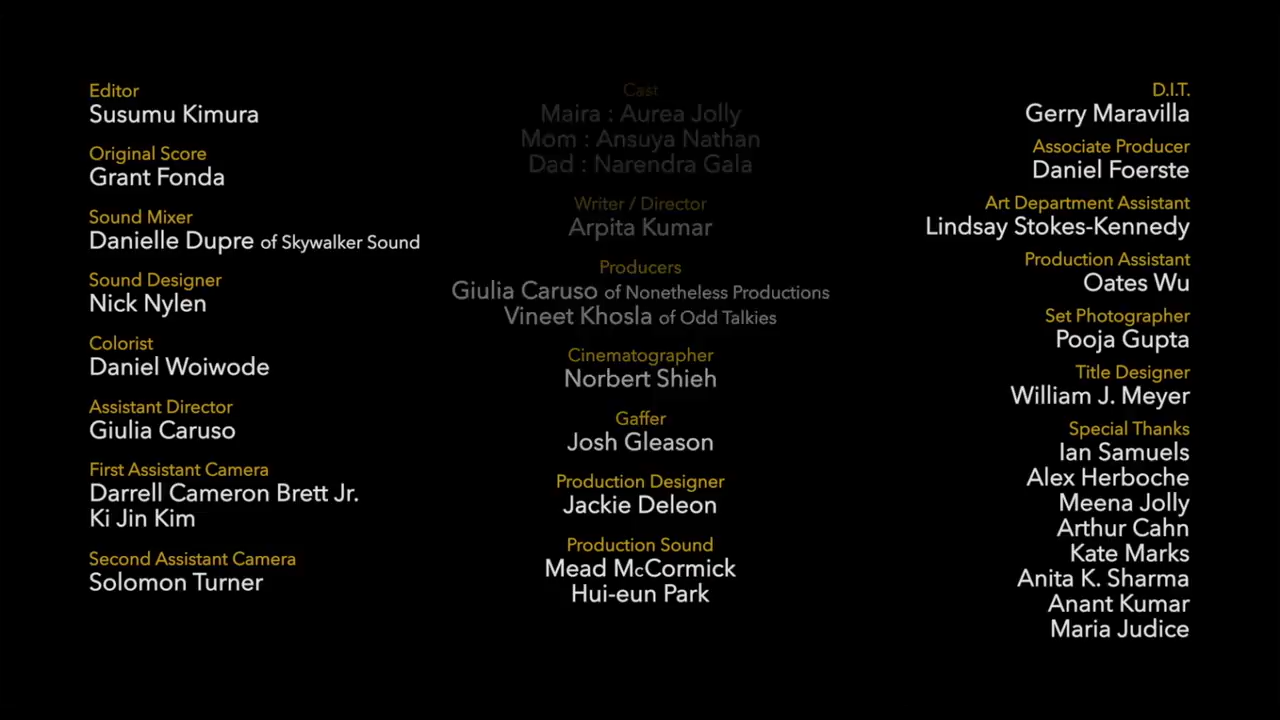 Editor
Susumu Kimura
Original Score
Grant Fonda
Sound Mixer
Danielle Dupre of Skywalker Sound
Sound Designer
Nick Nylen
Colorist
Daniel Woiwode
Assistant Director
Giulia Caruso
First Assistant Camera
Darrell Cameron Brett Jr.
Ki Jin Kim
Second Assistant Camera
Solomon Turner
Cast
Maira : Aurea Jolly
Mom : Ansuya Nathan
Dad : Narendra Gala
Writer / Director
Arpita Kumar
Producers
Giulia Caruso of Nonetheless Productions
Vineet Khosla of Odd Talkies
Cinematographer
Norbert Shieh
Gaffer
Josh Gleason
Production Designer
Jackie Deleon
Production Sound
Mead McCormick
Hui-eun Park
D.I.T.
Gerry Maravilla
Associate Producer
Daniel Foerste
Art Department Assistant
Lindsay Stokes-Kennedy
Production Assistant
Oates Wu
Set Photographer
Pooja Gupta
Title Designer
William J. Meyer
Special Thanks
Ian Samuels
Alex Herboche
Meena Jolly
Arthur Cahn
Kate Marks
Anita K. Sharma
Anant Kumar
Maria Judice